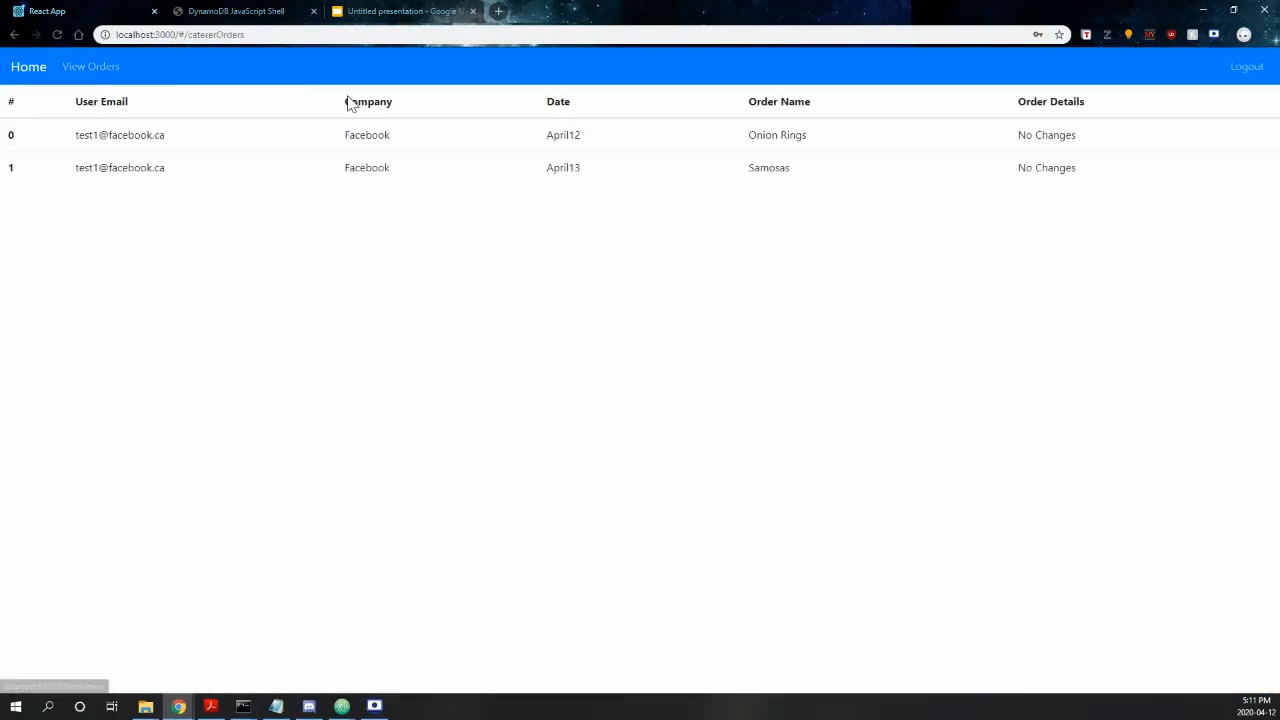 React App
DynamoDB JavaScript Shell
Untitled presentation - Google
localhost:3000/#/catererOrders
Home View Orders Logout
# User Email Company Date Order Name Order Details
0 test1@facebook.ca Facebook April12 Onion Rings No Changes
1 test1@facebook.ca Facebook April13 Samosas No Changes
5:11 PM
2020-04-12